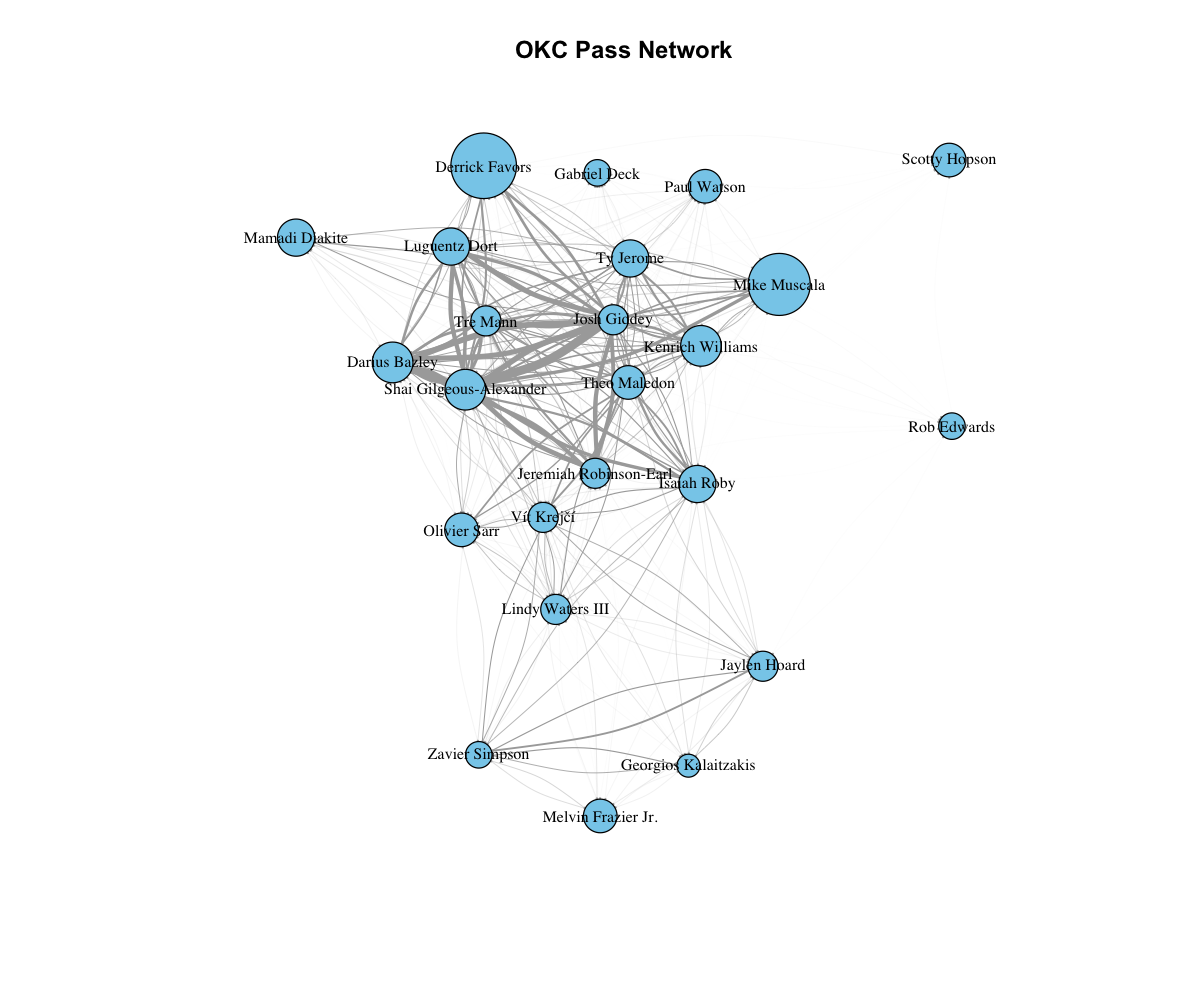 OKC Pass Network
Scotty Hopson
Derrick Favors
Gabriel Deck
Paul Watson
Mamadi Diakite
Luguentz Dort
Ty Jerome
Mike Muscala
Tre Mann
Josh Giddey
Kenrich Williams
Darius Bazley
Shai Gilgeous-Alexander
Theo Maledon
Rob Edwards
Jeremiah Robinson-Earl
Isaiah Roby
Vít Krejčí
Olivier Sarr
Lindy Waters III
Jaylen Hoard
Zavier Simpson
Georgios Kalaitzakis
Melvin Frazier Jr.